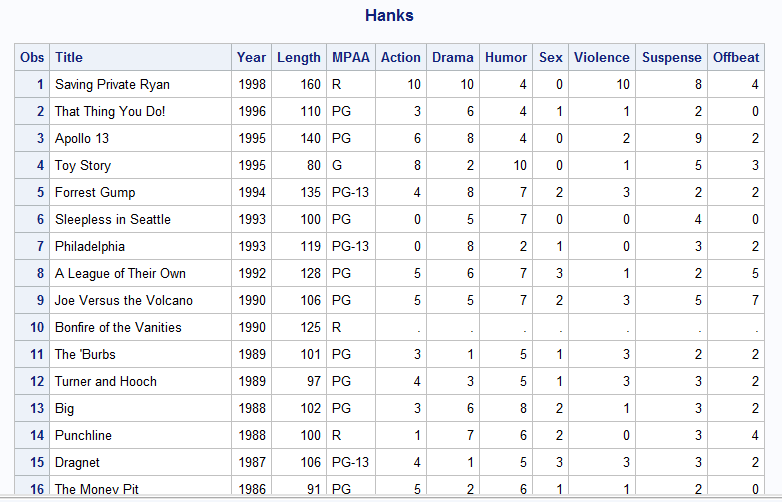 Hanks
Obs Title Year Length MPAA Action Drama Humor Sex Violence Suspense Offbeat
1 Saving Private Ryan 1998 160 R 10 10 4 0 10 8 4
2 That Thing You Do! 1996 110 PG 3 6 4 1 1 2 0
3 Apollo 13 1995 140 PG 6 8 4 0 2 9 2
4 Toy Story 1995 80 G 8 2 10 0 1 5 3
5 Forrest Gump 1994 135 PG-13 4 8 7 2 3 2 2
6 Sleepless in Seattle 1993 100 PG 0 5 7 0 0 4 0
7 Philadelphia 1993 119 PG-13 0 8 2 1 0 3 2
8 A League of Their Own 1992 128 PG 5 6 7 3 1 2 5
9 Joe Versus the Volcano 1990 106 PG 5 5 7 2 3 5 7
10 Bonfire of the Vanities 1990 125 R . . . . . . .
11 The 'Burbs 1989 101 PG 3 1 5 1 3 2 2
12 Turner and Hooch 1989 97 PG 4 3 5 1 3 3 2
13 Big 1988 102 PG 3 6 8 2 1 3 2
14 Punchline 1988 100 R 1 7 6 2 0 3 4
15 Dragnet 1987 106 PG-13 4 1 5 3 3 3 2
16 The Money Pit 1986 91 PG 5 2 6 1 1 2 0